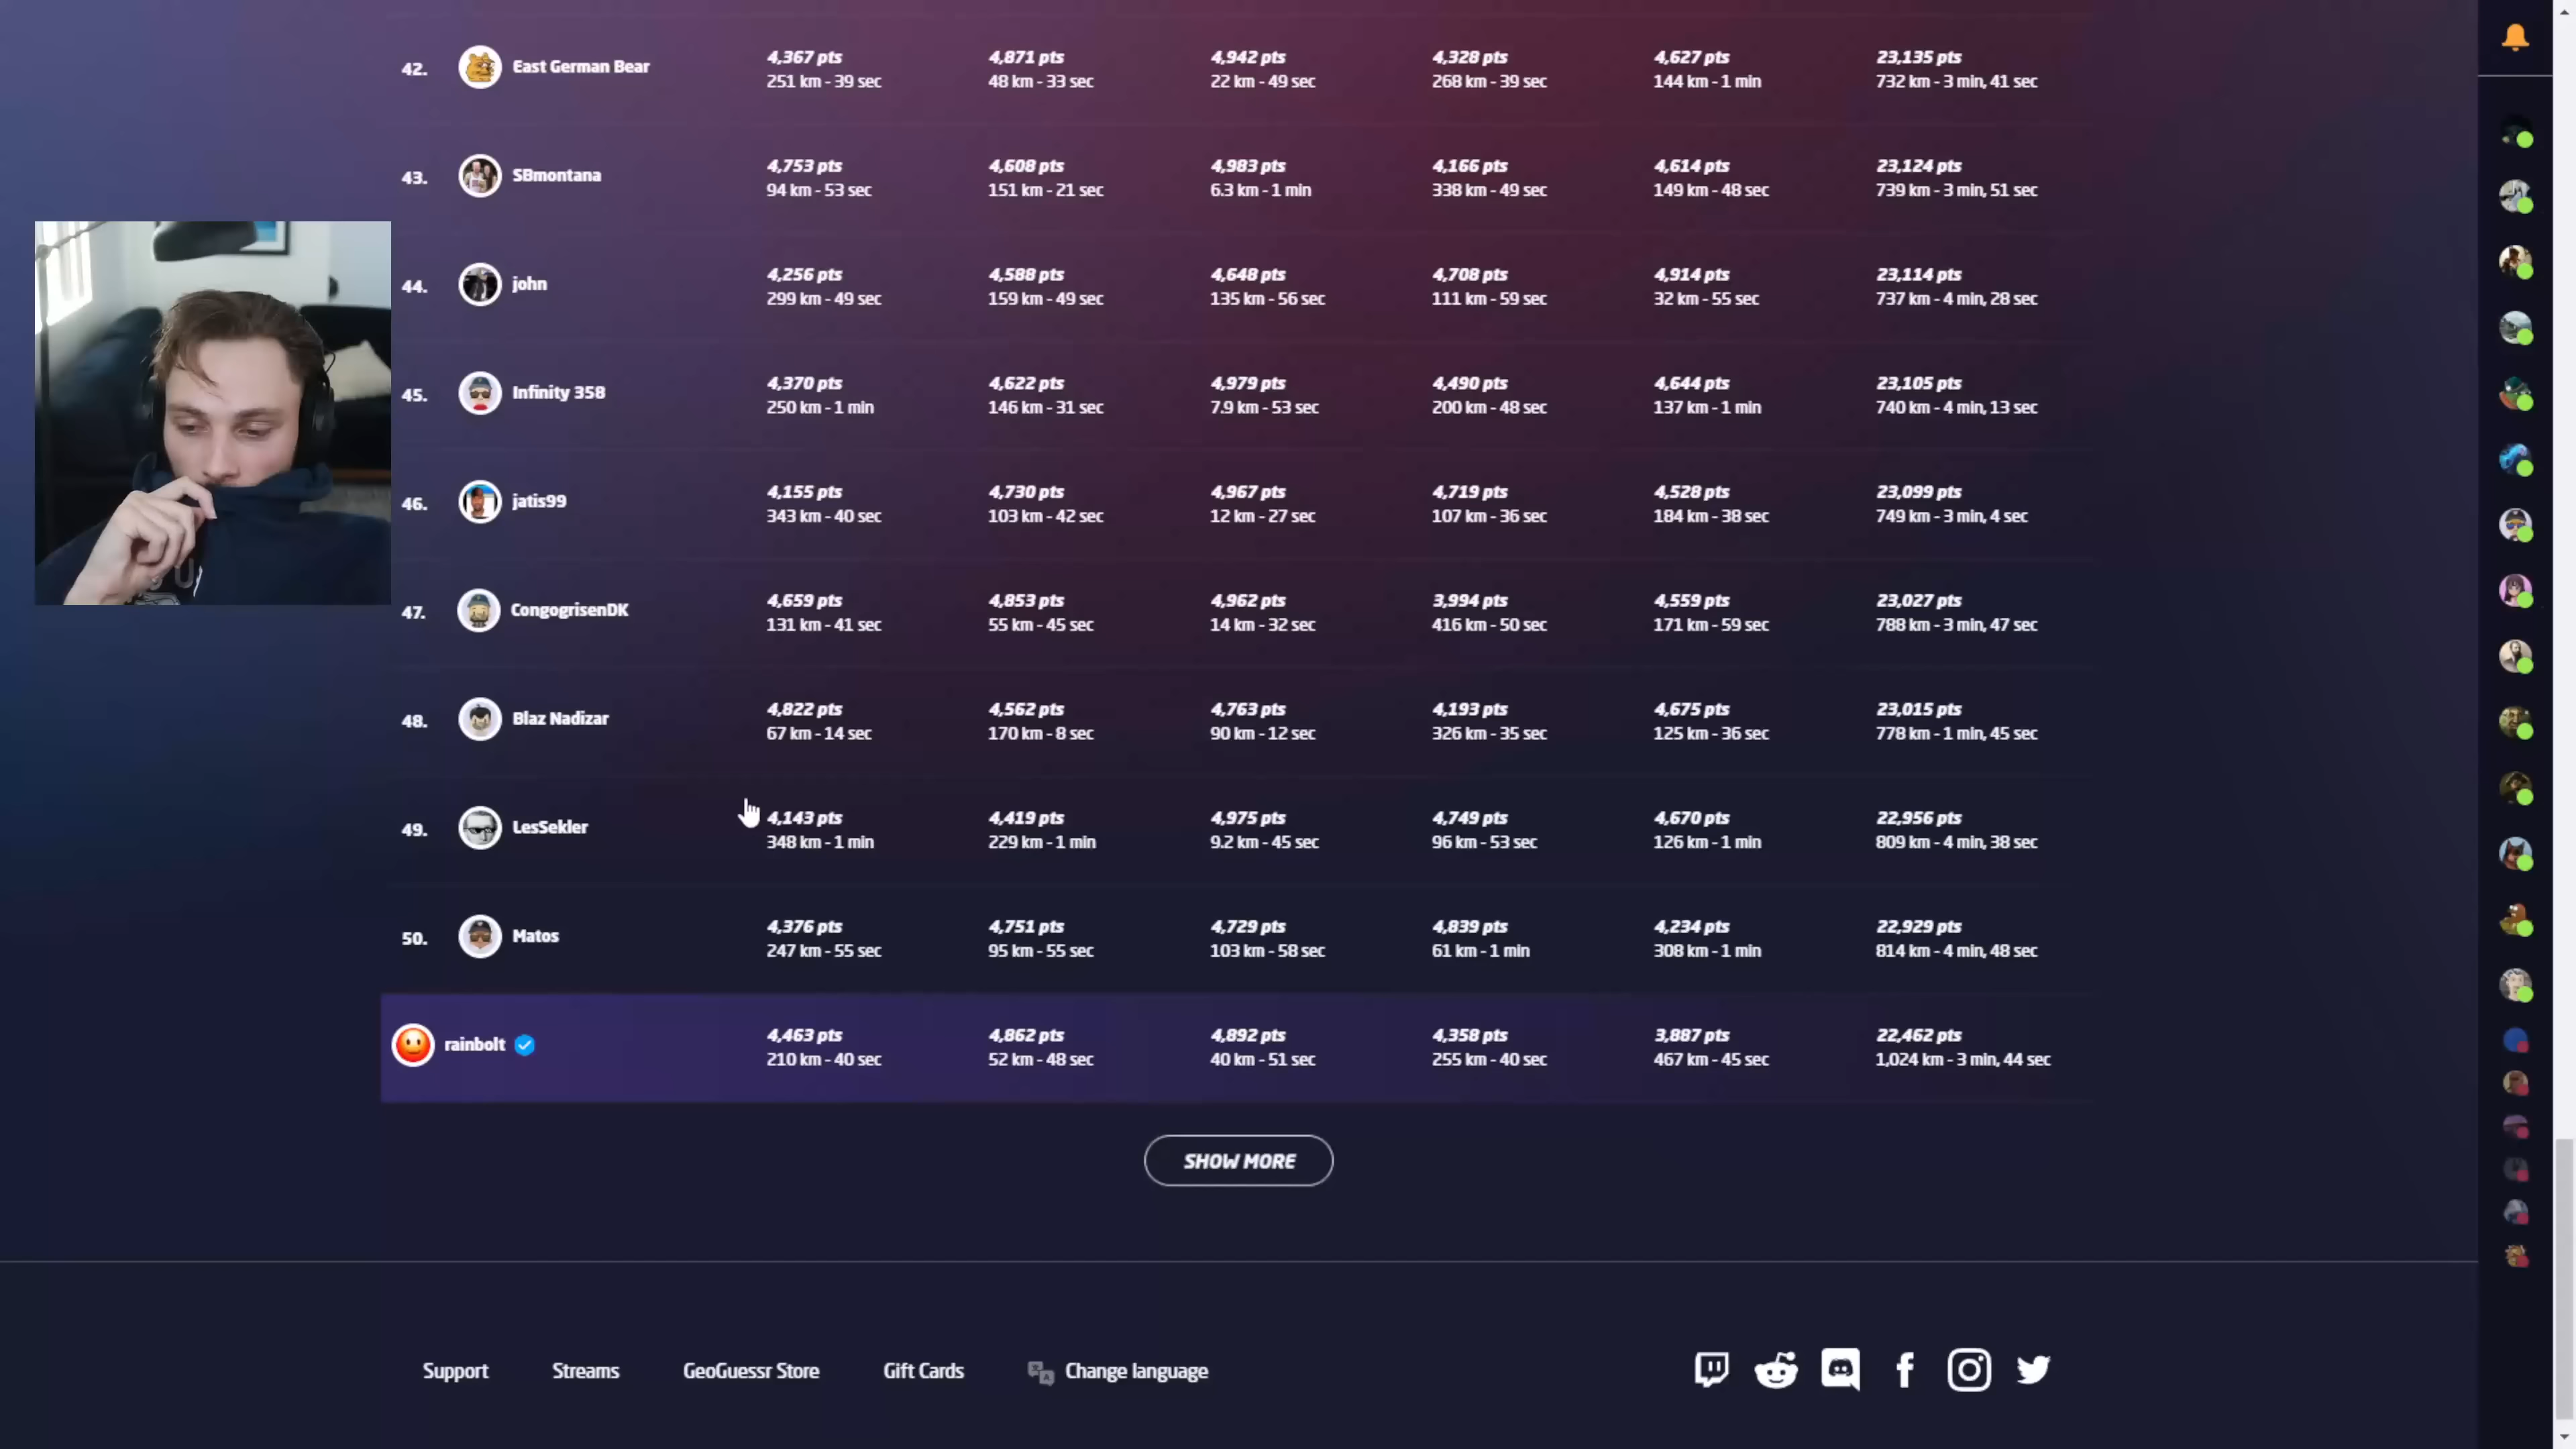 42. East German Bear 4,367 pts 4,871 pts 4,942 pts 4,328 pts 4,627 pts 23,135 pts
251 km - 39 sec 48 km - 33 sec 22 km - 49 sec 268 km - 39 sec 144 km - 1 min 732 km - 3 min, 41 sec
43. SBmontana 4,753 pts 4,608 pts 4,983 pts 4,166 pts 4,614 pts 23,124 pts
94 km - 53 sec 151 km - 21 sec 6.3 km - 1 min 338 km - 49 sec 149 km - 48 sec 739 km - 3 min, 51 sec
44. john 4,256 pts 4,588 pts 4,648 pts 4,708 pts 4,914 pts 23,114 pts
299 km - 49 sec 159 km - 49 sec 135 km - 56 sec 111 km - 59 sec 32 km - 55 sec 737 km - 4 min, 28 sec
45. Infinity 358 4,370 pts 4,622 pts 4,979 pts 4,490 pts 4,644 pts 23,105 pts
250 km - 1 min 146 km - 31 sec 7.9 km - 53 sec 200 km - 48 sec 137 km - 1 min 740 km - 4 min, 13 sec
46. jatis99 4,155 pts 4,730 pts 4,967 pts 4,719 pts 4,528 pts 23,099 pts
343 km - 40 sec 103 km - 42 sec 12 km - 27 sec 107 km - 36 sec 184 km - 38 sec 749 km - 3 min, 4 sec
47. CongogrisenDK 4,659 pts 4,853 pts 4,962 pts 3,994 pts 4,559 pts 23,027 pts
131 km - 41 sec 55 km - 45 sec 14 km - 32 sec 416 km - 50 sec 171 km - 59 sec 788 km - 3 min, 47 sec
48. Blaz Nadizar 4,822 pts 4,562 pts 4,763 pts 4,193 pts 4,675 pts 23,015 pts
67 km - 14 sec 170 km - 8 sec 90 km - 12 sec 326 km - 35 sec 125 km - 36 sec 778 km - 1 min, 45 sec
49. LesSekler 4,143 pts 4,419 pts 4,975 pts 4,749 pts 4,670 pts 22,956 pts
348 km - 1 min 229 km - 1 min 9.2 km - 45 sec 96 km - 53 sec 126 km - 1 min 809 km - 4 min, 38 sec
50. Matos 4,376 pts 4,751 pts 4,729 pts 4,839 pts 4,234 pts 22,929 pts
247 km - 55 sec 95 km - 55 sec 103 km - 58 sec 61 km - 1 min 308 km - 1 min 814 km - 4 min, 48 sec
rainbolt 4,463 pts 4,862 pts 4,892 pts 4,358 pts 3,887 pts 22,462 pts
210 km - 40 sec 52 km - 48 sec 40 km - 51 sec 255 km - 40 sec 467 km - 45 sec 1,024 km - 3 min, 44 sec
SHOW MORE
Support Streams GeoGuessr Store Gift Cards Change language